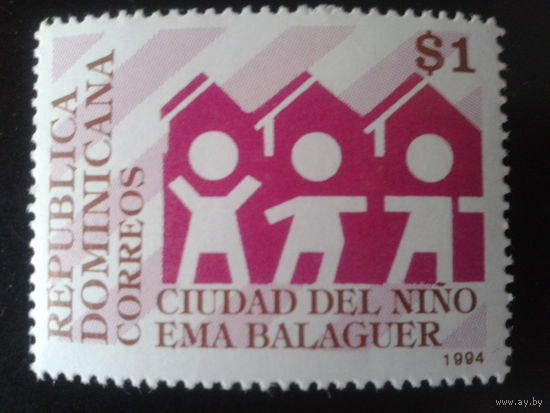 REPUBLICA
DOMINICANA
CORREOS
$1
CIUDAD DEL NIÑO
EMA BALAGUER
1994
www.ay.by